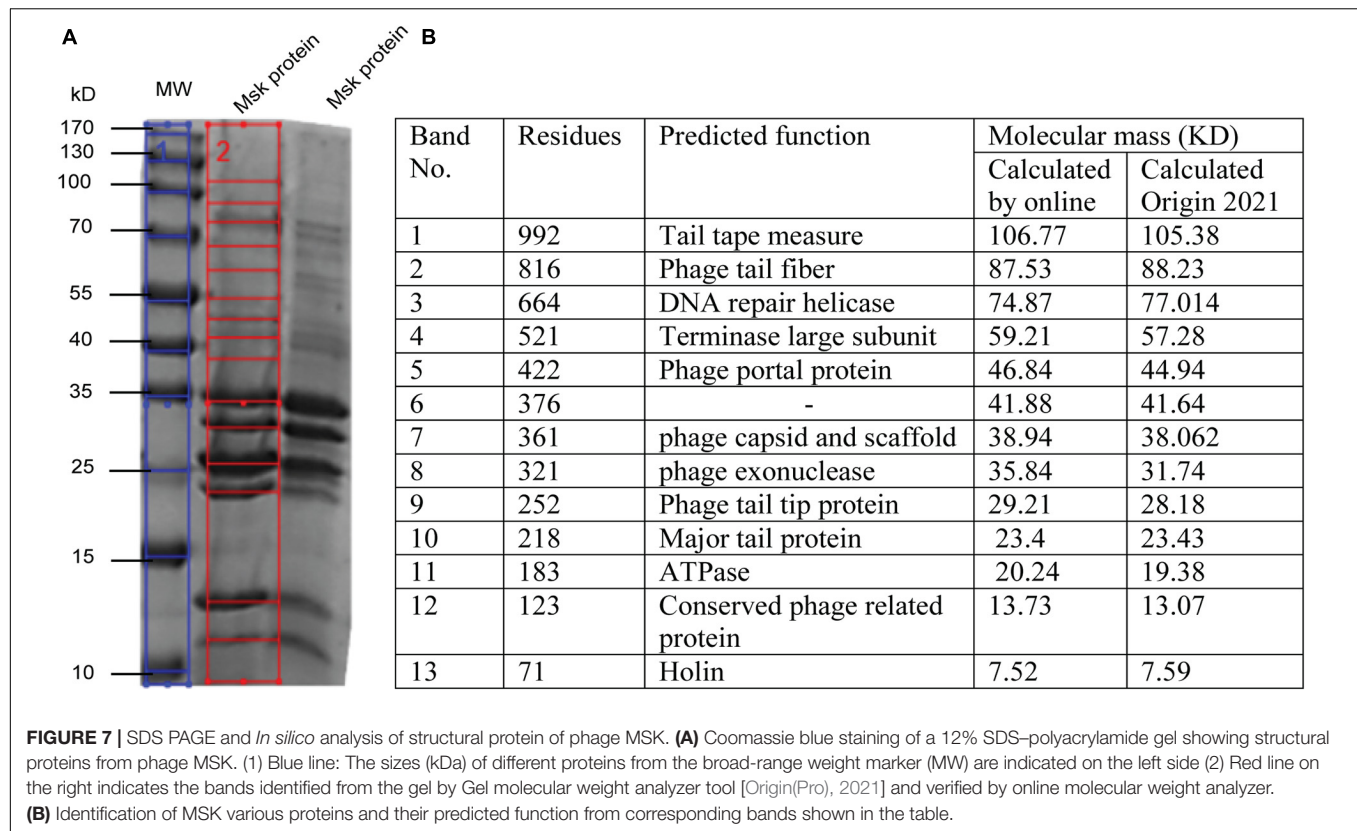 A
B
MW
Msk protein
Msk protein
kD
170
130
100
70
55
40
35
25
15
10
1
2
Band No. Residues Predicted function Molecular mass (KD)
Calculated by online Calculated Origin 2021
1 992 Tail tape measure 106.77 105.38
2 816 Phage tail fiber 87.53 88.23
3 664 DNA repair helicase 74.87 77.014
4 521 Terminase large subunit 59.21 57.28
5 422 Phage portal protein 46.84 44.94
6 376 - 41.88 41.64
7 361 phage capsid and scaffold 38.94 38.062
8 321 phage exonuclease 35.84 31.74
9 252 Phage tail tip protein 29.21 28.18
10 218 Major tail protein 23.4 23.43
11 183 ATPase 20.24 19.38
12 123 Conserved phage related 13.73 13.07
protein
13 71 Holin 7.52 7.59
FIGURE 7 | SDS PAGE and In silico analysis of structural protein of phage MSK. (A) Coomassie blue staining of a 12% SDS–polyacrylamide gel showing structural
proteins from phage MSK. (1) Blue line: The sizes (kDa) of different proteins from the broad-range weight marker (MW) are indicated on the left side (2) Red line on
the right indicates the bands identified from the gel by Gel molecular weight analyzer tool [Origin(Pro), 2021] and verified by online molecular weight analyzer.
(B) Identification of MSK various proteins and their predicted function from corresponding bands shown in the table.